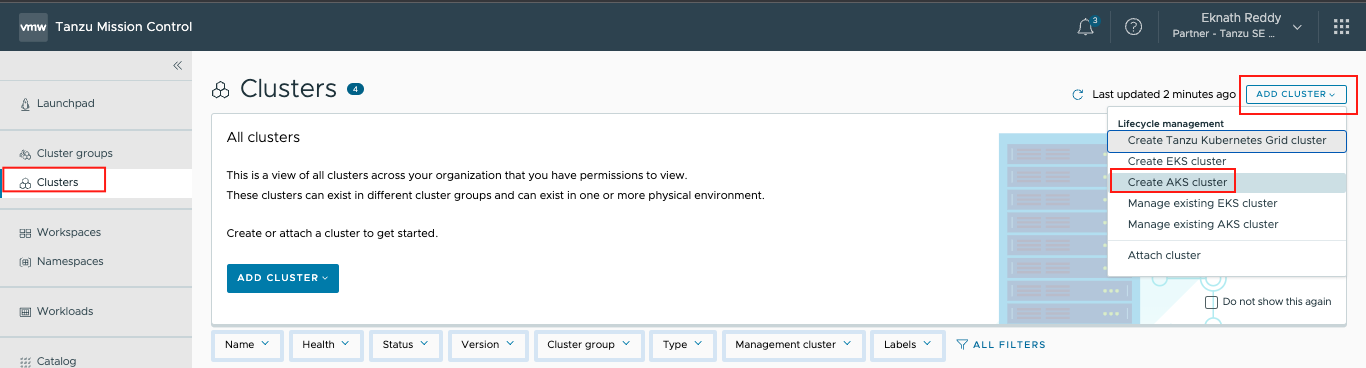 vmw Tanzu Mission Control
3
Eknath Reddy
Partner - Tanzu SE ...
Launchpad
Cluster groups
Clusters
Workspaces
Namespaces
Workloads
Catalog
Clusters 4
Last updated 2 minutes ago
ADD CLUSTER
Lifecycle management
Create Tanzu Kubernetes Grid cluster
Create EKS cluster
Create AKS cluster
Manage existing EKS cluster
Manage existing AKS cluster
Attach cluster
All clusters
This is a view of all clusters across your organization that you have permissions to view.
These clusters can exist in different cluster groups and can exist in one or more physical environment.
Create or attach a cluster to get started.
ADD CLUSTER
Do not show this again
Name Health Status Version Cluster group Type Management cluster Labels ALL FILTERS